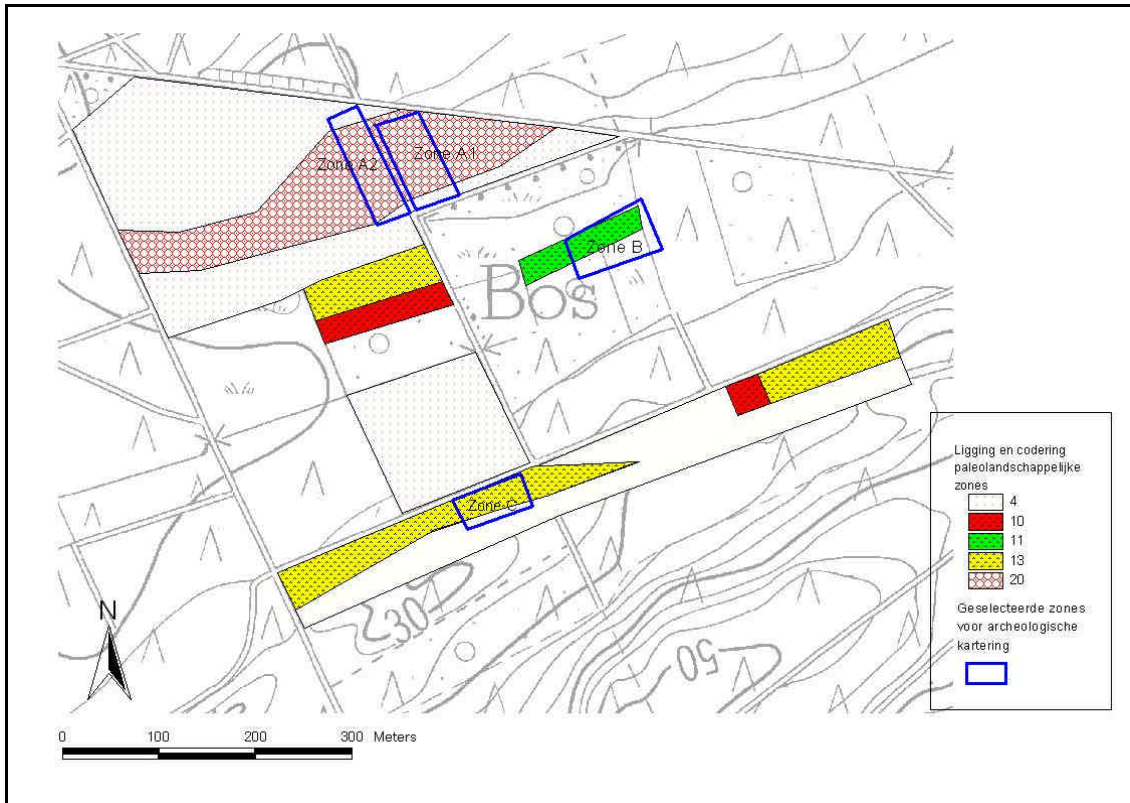 Zone A2
Zone A1
Zone B
Bos
Zone C
30
50
N
0 100 200 300 Meters
Ligging en codering
paleolandschappelijke
zones
4
10
11
13
20
Geselecteerde zones
voor archeologische
kartering